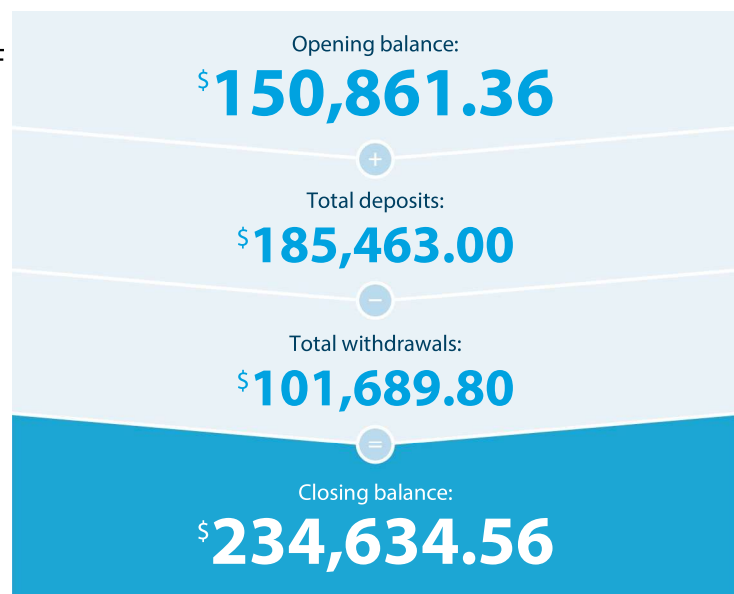 Opening balance:
$150,861.36
+
Total deposits:
$185,463.00
−
Total withdrawals:
$101,689.80
=
Closing balance:
$234,634.56